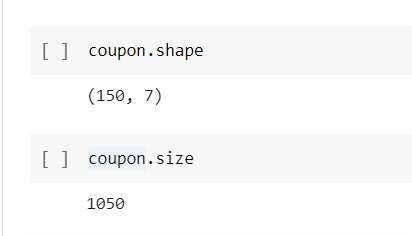 [ ] coupon.shape
(150, 7)
[ ] coupon.size
1050